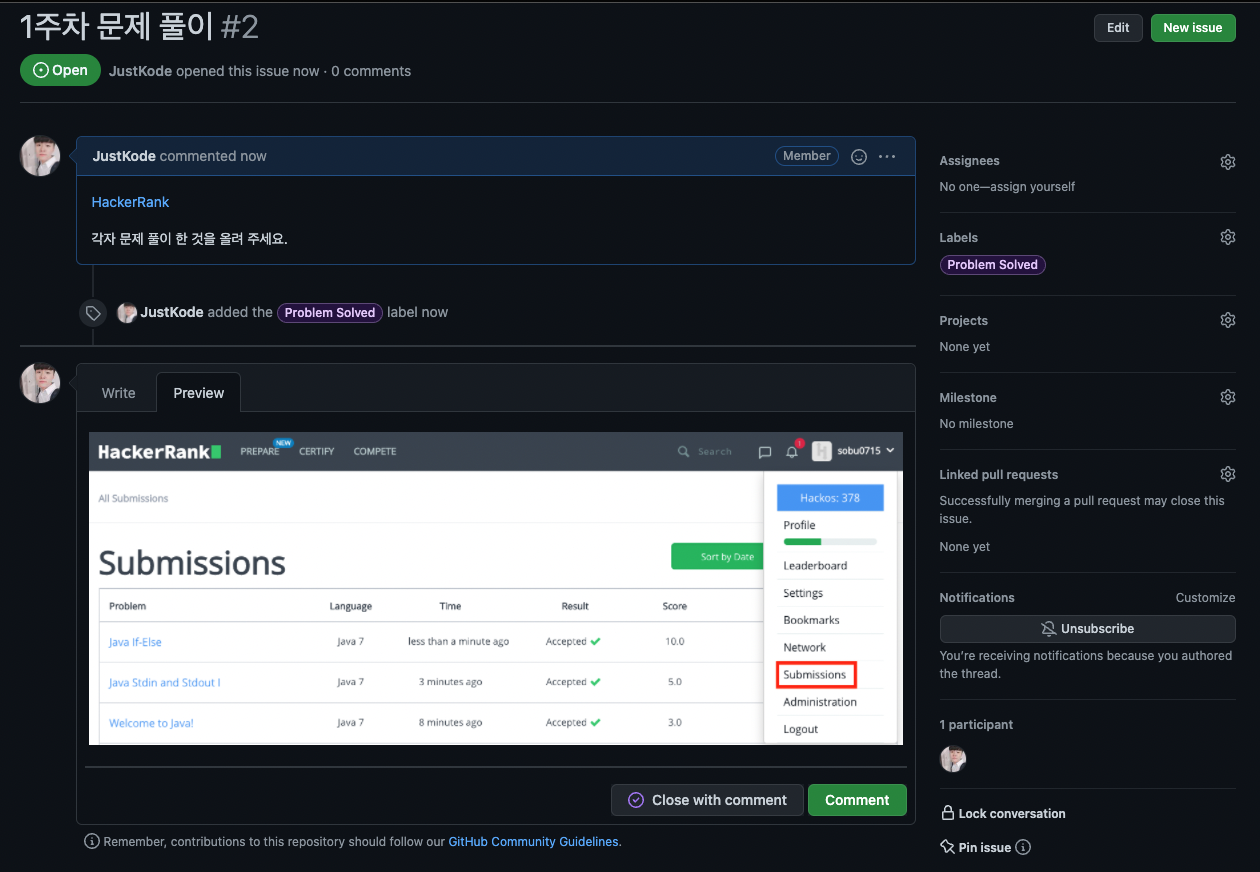 1주차 문제 풀이 #2
Edit
New issue
Open
JustKode opened this issue now · 0 comments
JustKode commented now
Member
HackerRank
각자 문제 풀이 한 것을 올려 주세요.
JustKode added the Problem Solved label now
Write
Preview
HackerRank
PREPARE
NEW
CERTIFY
COMPETE
Search
1
H
sobu0715
All Submissions
Submissions
Sort by Date
Problem Language Time Result Score
Java If-Else Java 7 less than a minute ago Accepted 10.0
Java Stdin and Stdout I Java 7 3 minutes ago Accepted 5.0
Welcome to Java! Java 7 8 minutes ago Accepted 3.0
Hackos: 378
Profile
Leaderboard
Settings
Bookmarks
Network
Submissions
Administration
Logout
Close with comment
Comment
Remember, contributions to this repository should follow our GitHub Community Guidelines.
Assignees
No one—assign yourself
Labels
Problem Solved
Projects
None yet
Milestone
No milestone
Linked pull requests
Successfully merging a pull request may close this
issue.
None yet
Notifications
Customize
Unsubscribe
You're receiving notifications because you authored
the thread.
1 participant
Lock conversation
Pin issue